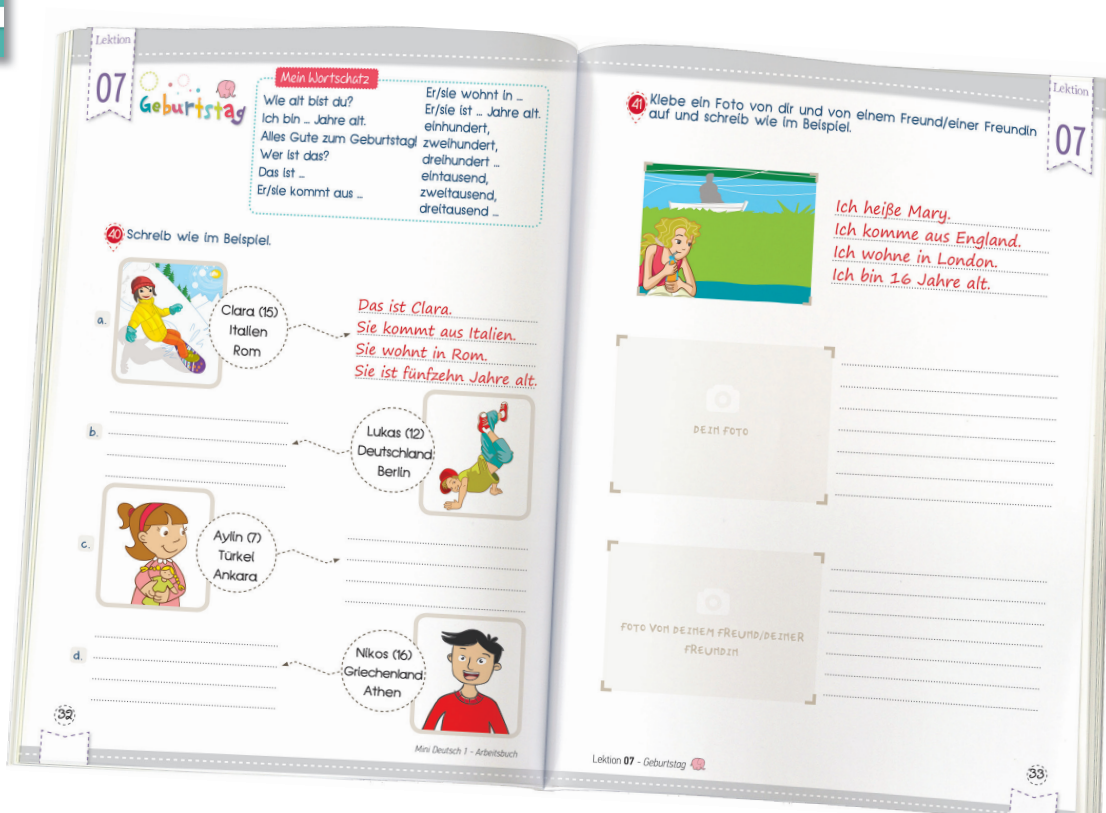 Lektion
07
Geburtstag
Mein Wortschatz
Wie alt bist du?
Ich bin ... Jahre alt.
Alles Gute zum Geburtstag!
Wer ist das?
Das ist ...
Er/sie kommt aus ...
Er/sie wohnt in ...
Er/sie ist ... Jahre alt.
einhundert,
zweihundert,
dreihundert ...
eintausend,
zweitausend,
dreitausend ...
40 Schreib wie im Beispiel.
a.
Clara (15)
Italien
Rom
Das ist Clara.
Sie kommt aus Italien.
Sie wohnt in Rom.
Sie ist fünfzehn Jahre alt.
b.
Lukas (12)
Deutschland
Berlin
c.
Aylin (7)
Türkei
Ankara
d.
Nikos (16)
Griechenland
Athen
32
Mini Deutsch 1 - Arbeitsbuch
Lektion
07
41 Klebe ein Foto von dir und von einem Freund/einer Freundin
auf und schreib wie im Beispiel.
Ich heiße Mary.
Ich komme aus England.
Ich wohne in London.
Ich bin 16 Jahre alt.
DEIN FOTO
FOTO VON DEINEM FREUND/DEINER
FREUNDIN
Lektion 07 - Geburtstag
33